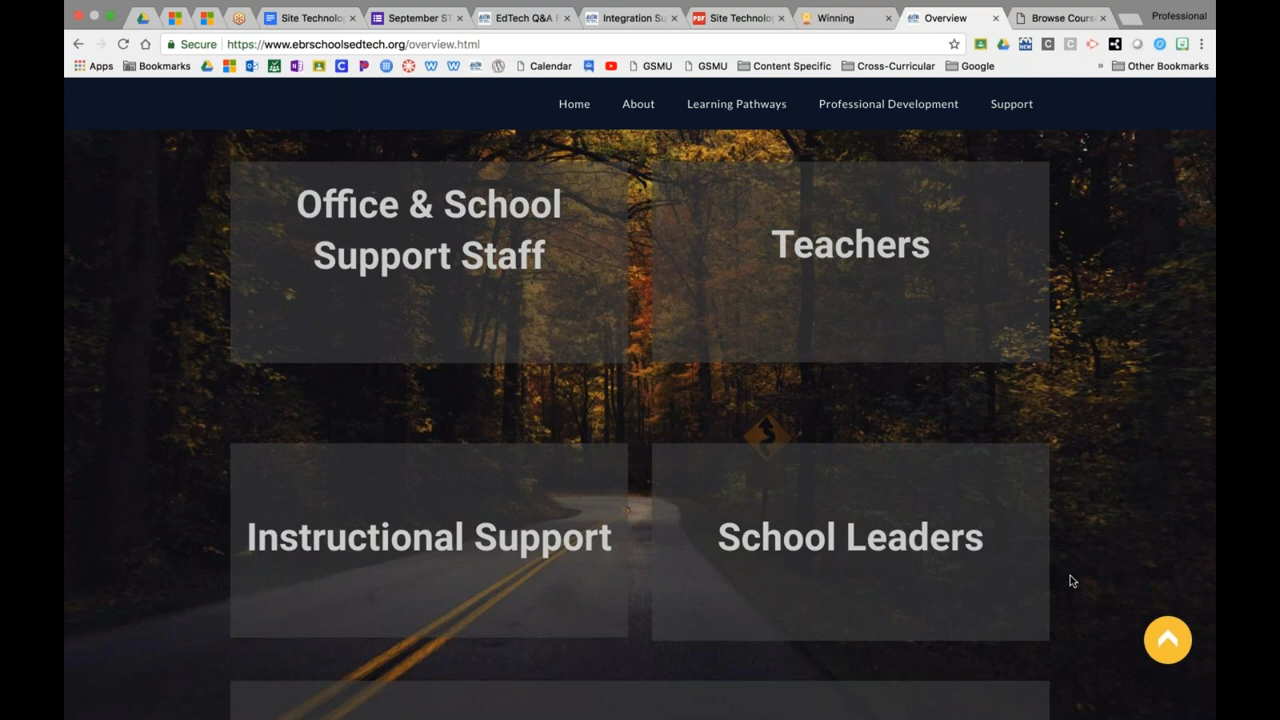 Site Technolo
September ST
EdTech Q&A
Integration Su
Site Technolo
Winning
Overview
Browse Cours
Professional
Secure
https://www.ebrschoolsedtech.org/overview.html
Apps
Bookmarks
Calendar
GSMU
GSMU
Content Specific
Cross-Curricular
Google
»
Other Bookmarks
Home
About
Learning Pathways
Professional Development
Support
Office & School
Support Staff
Teachers
Instructional Support
School Leaders